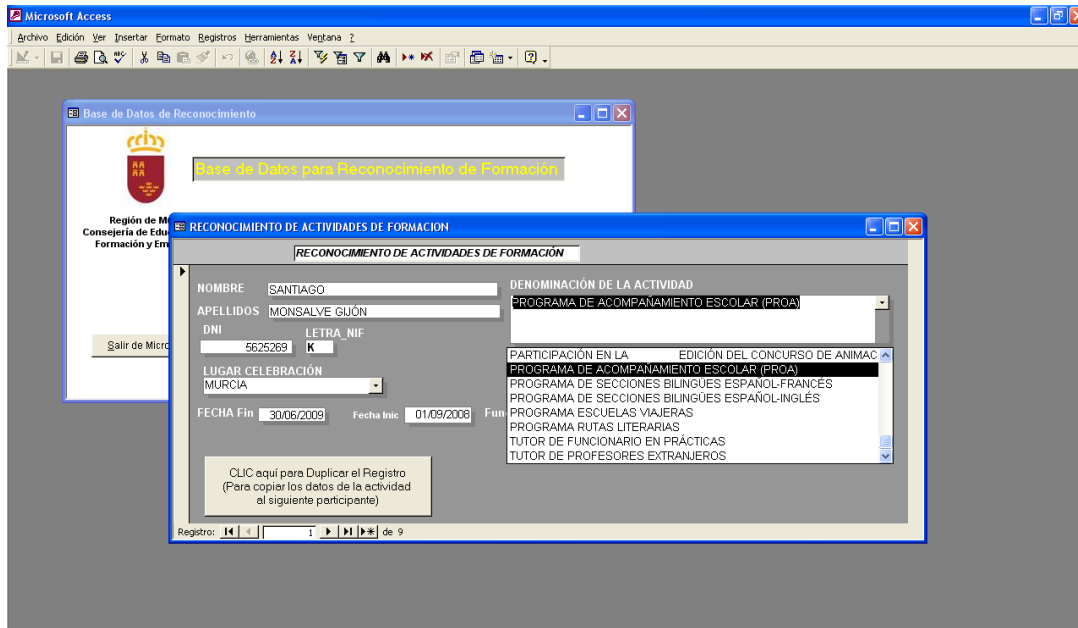 Microsoft Access
Archivo Edición Ver Insertar Formato Registros Herramientas Ventana ?
Base de Datos de Reconocimiento
Base de Datos para Reconocimiento de Formación
Región de M
Consejería de Edu
Formación y Em
Salir de Micro
RECONOCIMIENTO DE ACTIVIDADES DE FORMACION
RECONOCIMIENTO DE ACTIVIDADES DE FORMACIÓN
NOMBRE SANTIAGO
APELLIDOS MONSALVE GIJÓN
DNI LETRA_NIF
5625269 K
LUGAR CELEBRACIÓN
MURCIA
FECHA Fin 30/06/2009 Fecha Inic 01/09/2008 Fun
CLIC aquí para Duplicar el Registro
(Para copiar los datos de la actividad
al siguiente participante)
DENOMINACIÓN DE LA ACTIVIDAD
PROGRAMA DE ACOMPAÑAMIENTO ESCOLAR (PROA)
PARTICIPACIÓN EN LA EDICIÓN DEL CONCURSO DE ANIMAC
PROGRAMA DE ACOMPAÑAMIENTO ESCOLAR (PROA)
PROGRAMA DE SECCIONES BILINGÜES ESPAÑOL-FRANCÉS
PROGRAMA DE SECCIONES BILINGÜES ESPAÑOL-INGLÉS
PROGRAMA ESCUELAS VIAJERAS
PROGRAMA RUTAS LITERARIAS
TUTOR DE FUNCIONARIO EN PRÁCTICAS
TUTOR DE PROFESORES EXTRANJEROS
Registro: 1 de 9